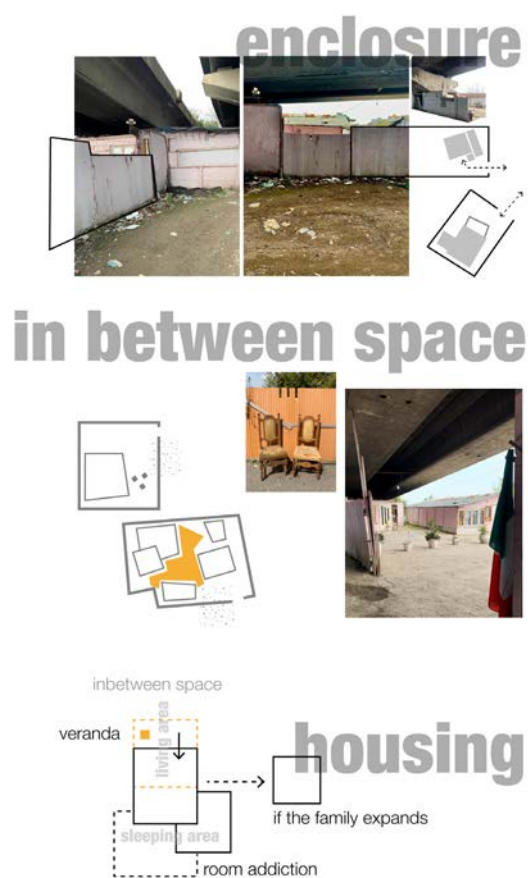 enclosure
in between space
inbetween space
veranda
living area
housing
if the family expands
sleeping area
room addiction